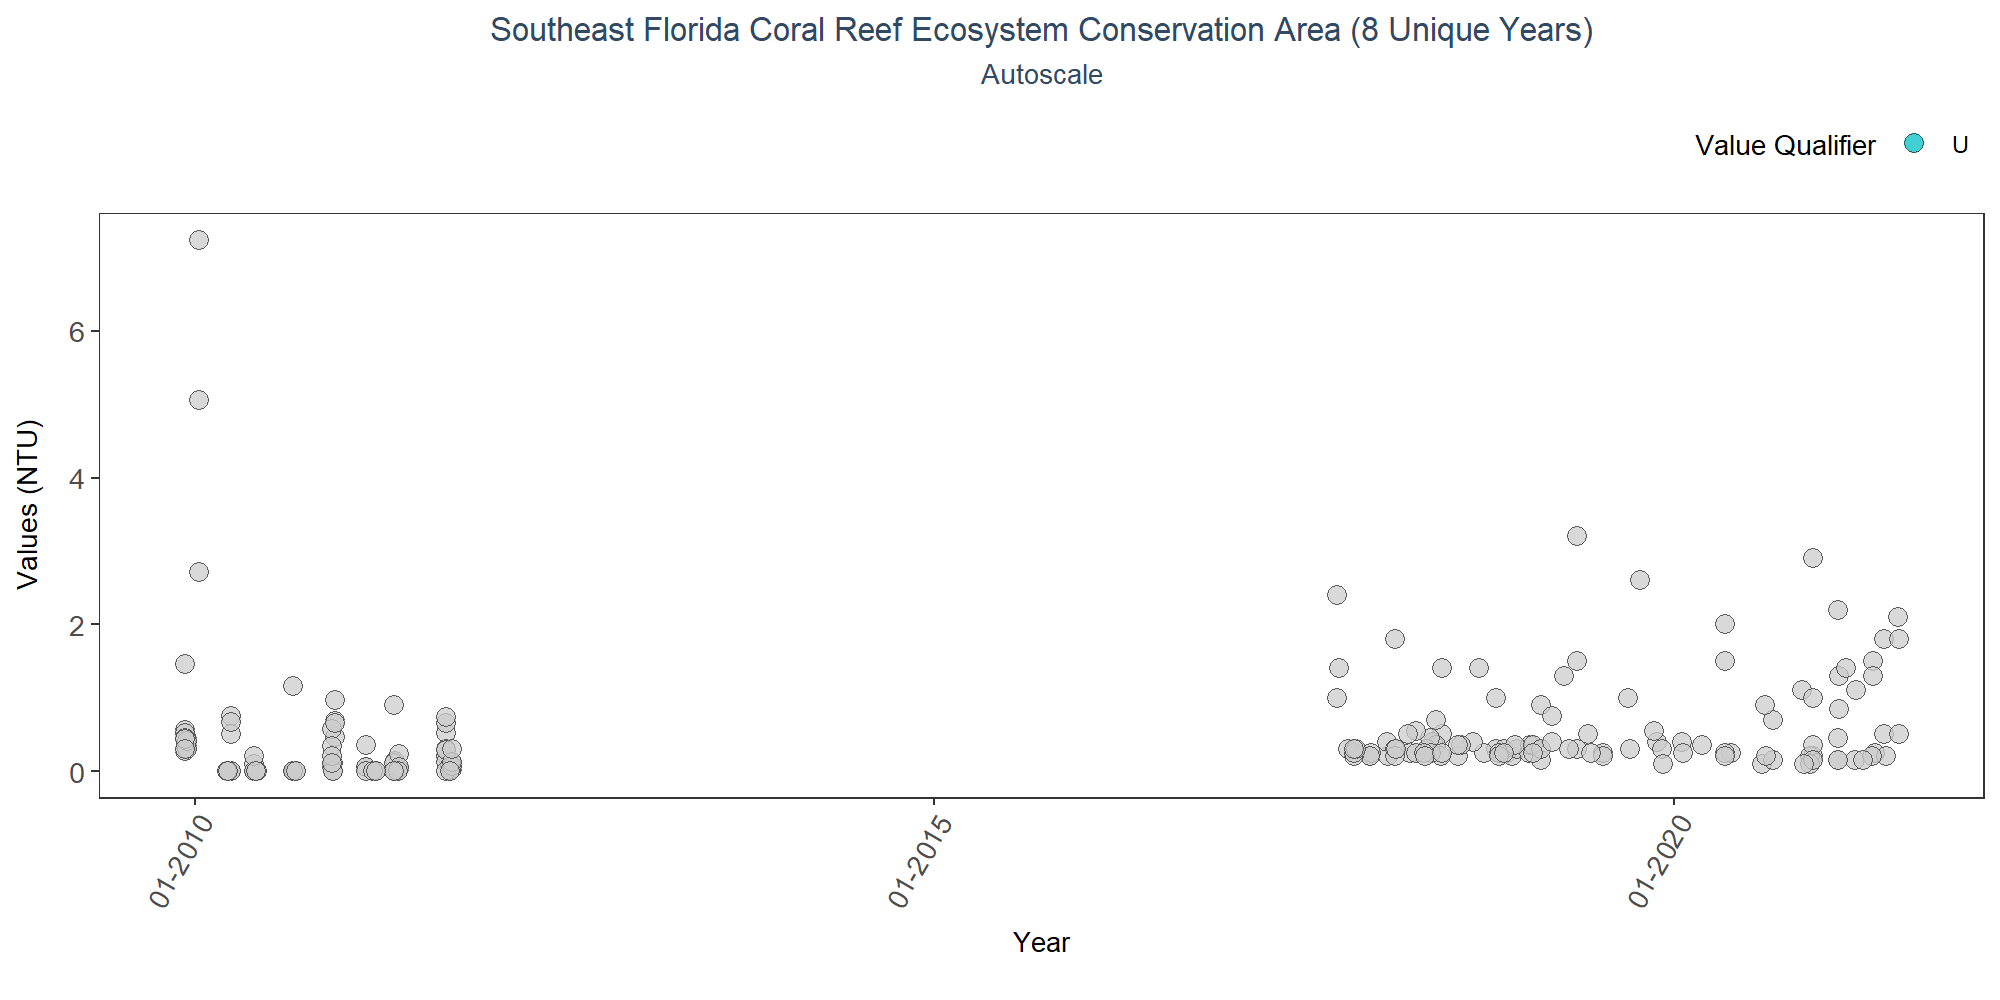 Southeast Florida Coral Reef Ecosystem Conservation Area (8 Unique Years)
Autoscale
Value Qualifier U
Values (NTU)
6
4
2
0
01-2010
01-2015
01-2020
Year